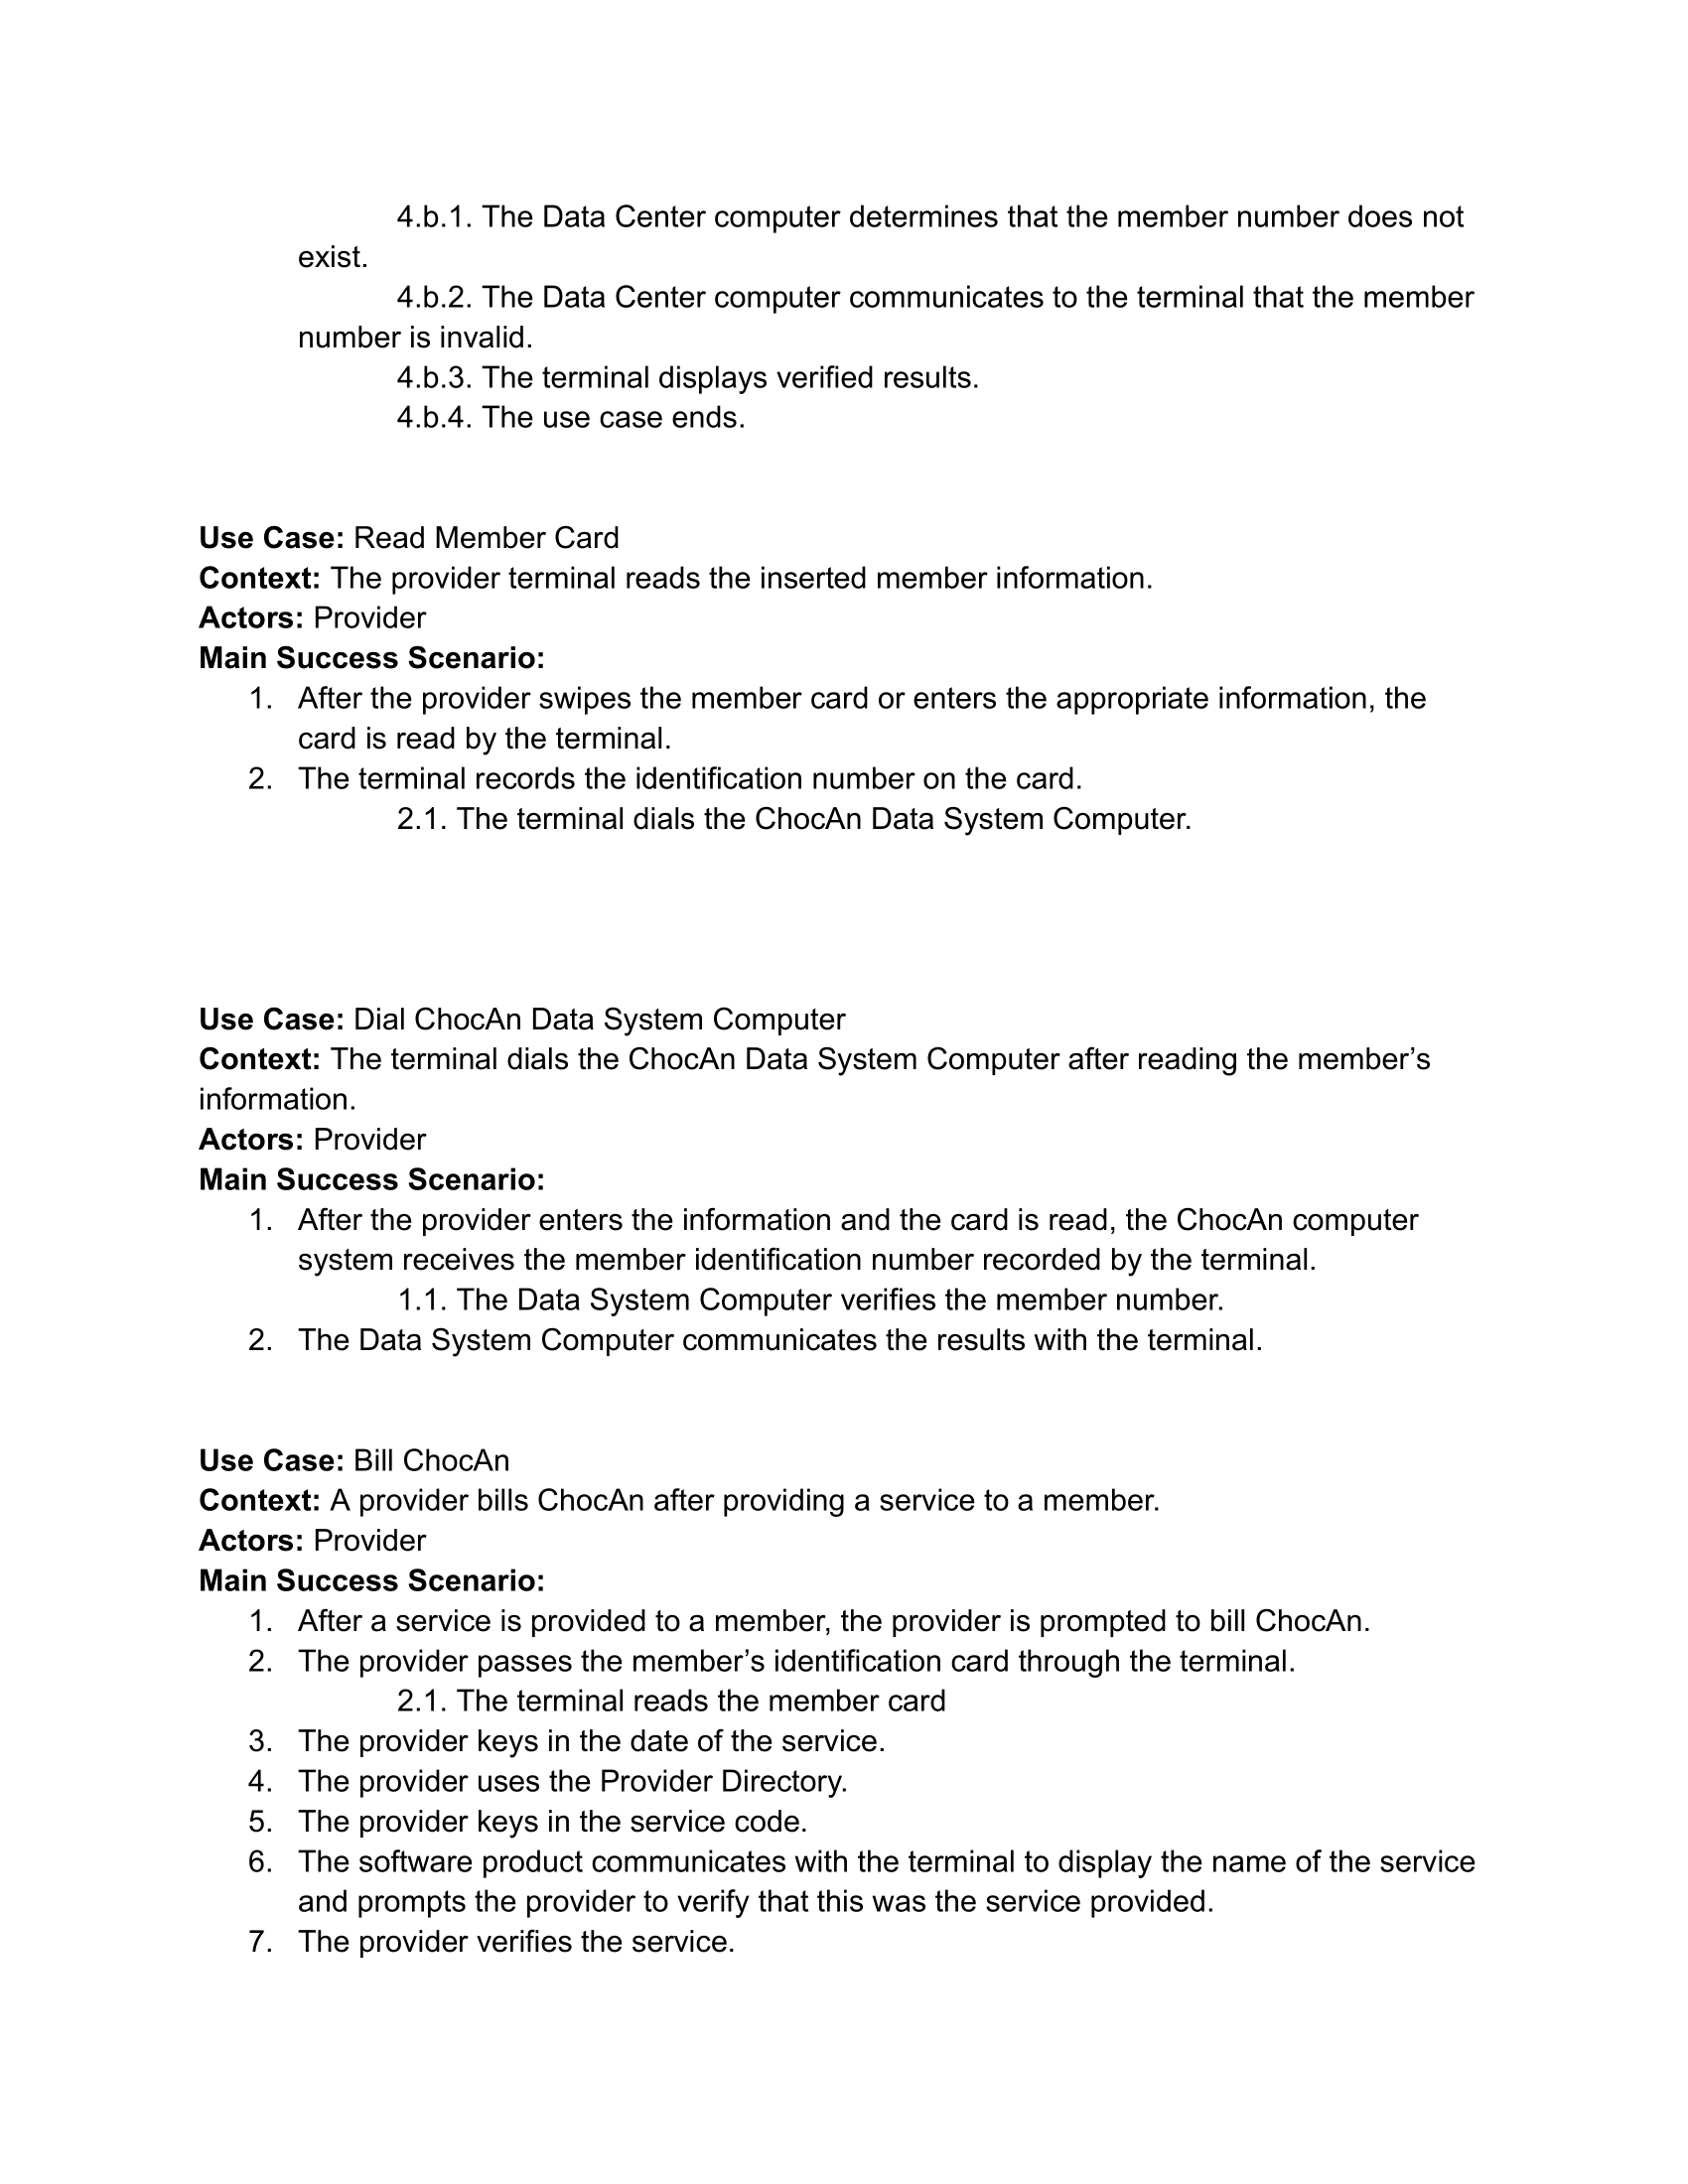 4.b.1. The Data Center computer determines that the member number does not
exist.
4.b.2. The Data Center computer communicates to the terminal that the member
number is invalid.
4.b.3. The terminal displays verified results.
4.b.4. The use case ends.
Use Case: Read Member Card
Context: The provider terminal reads the inserted member information.
Actors: Provider
Main Success Scenario:
1. After the provider swipes the member card or enters the appropriate information, the
card is read by the terminal.
2. The terminal records the identification number on the card.
2.1. The terminal dials the ChocAn Data System Computer.
Use Case: Dial ChocAn Data System Computer
Context: The terminal dials the ChocAn Data System Computer after reading the member’s
information.
Actors: Provider
Main Success Scenario:
1. After the provider enters the information and the card is read, the ChocAn computer
system receives the member identification number recorded by the terminal.
1.1. The Data System Computer verifies the member number.
2. The Data System Computer communicates the results with the terminal.
Use Case: Bill ChocAn
Context: A provider bills ChocAn after providing a service to a member.
Actors: Provider
Main Success Scenario:
1. After a service is provided to a member, the provider is prompted to bill ChocAn.
2. The provider passes the member’s identification card through the terminal.
2.1. The terminal reads the member card
3. The provider keys in the date of the service.
4. The provider uses the Provider Directory.
5. The provider keys in the service code.
6. The software product communicates with the terminal to display the name of the service
and prompts the provider to verify that this was the service provided.
7. The provider verifies the service.